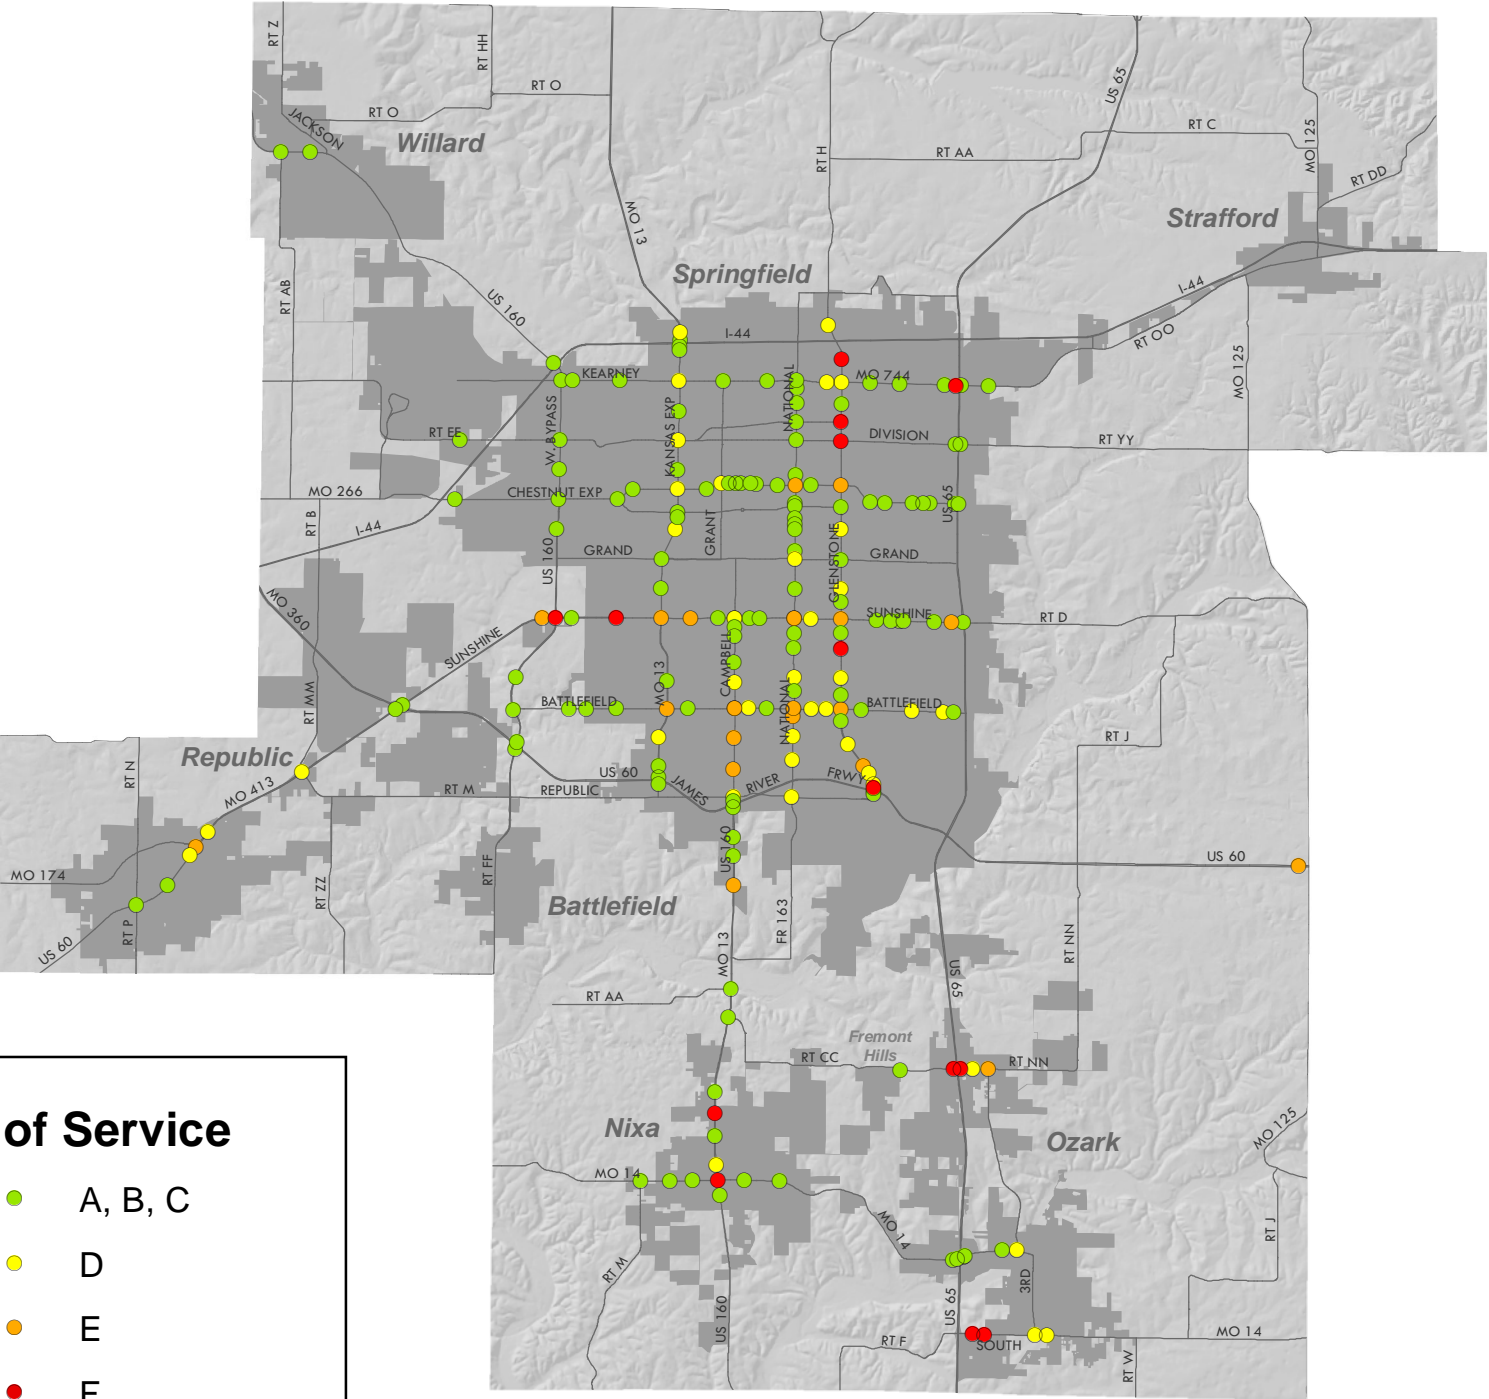 RT Z
RT HH
RT O
RT O
JACKSON
Willard
RT H
RT AA
RT C
US 65
MO 125
RT DD
MO 13
Strafford
Springfield
RT AB
US 160
I-44
I-44
RT OO
MO 125
KEARNEY
MO 744
NATIONAL
W. BYPASS
KANSAS EXP
RT EE
DIVISION
RT YY
MO 266
CHESTNUT EXP
US 65
RT B
I-44
GRANT
GRAND
GLENSTONE
GRAND
US 160
MO 360
SUNSHINE
SUNSHINE
RT D
CAMPBELL
MO 13
RT MM
BATTLEFIELD
NATIONAL
BATTLEFIELD
RT J
Republic
RT N
MO 413
US 60
JAMES
RIVER
FRWY
RT M
REPUBLIC
US 160
US 60
MO 174
RT FF
RT ZZ
RT P
US 60
Battlefield
FR 163
MO 13
RT NN
US 65
RT AA
Fremont
Hills
RT CC
RT NN
Nixa
Ozark
MO 125
MO 14
MO 14
RT M
RT J
3RD
US 160
US 65
RT F
SOUTH
MO 14
RT W
of Service
A, B, C
D
E
F